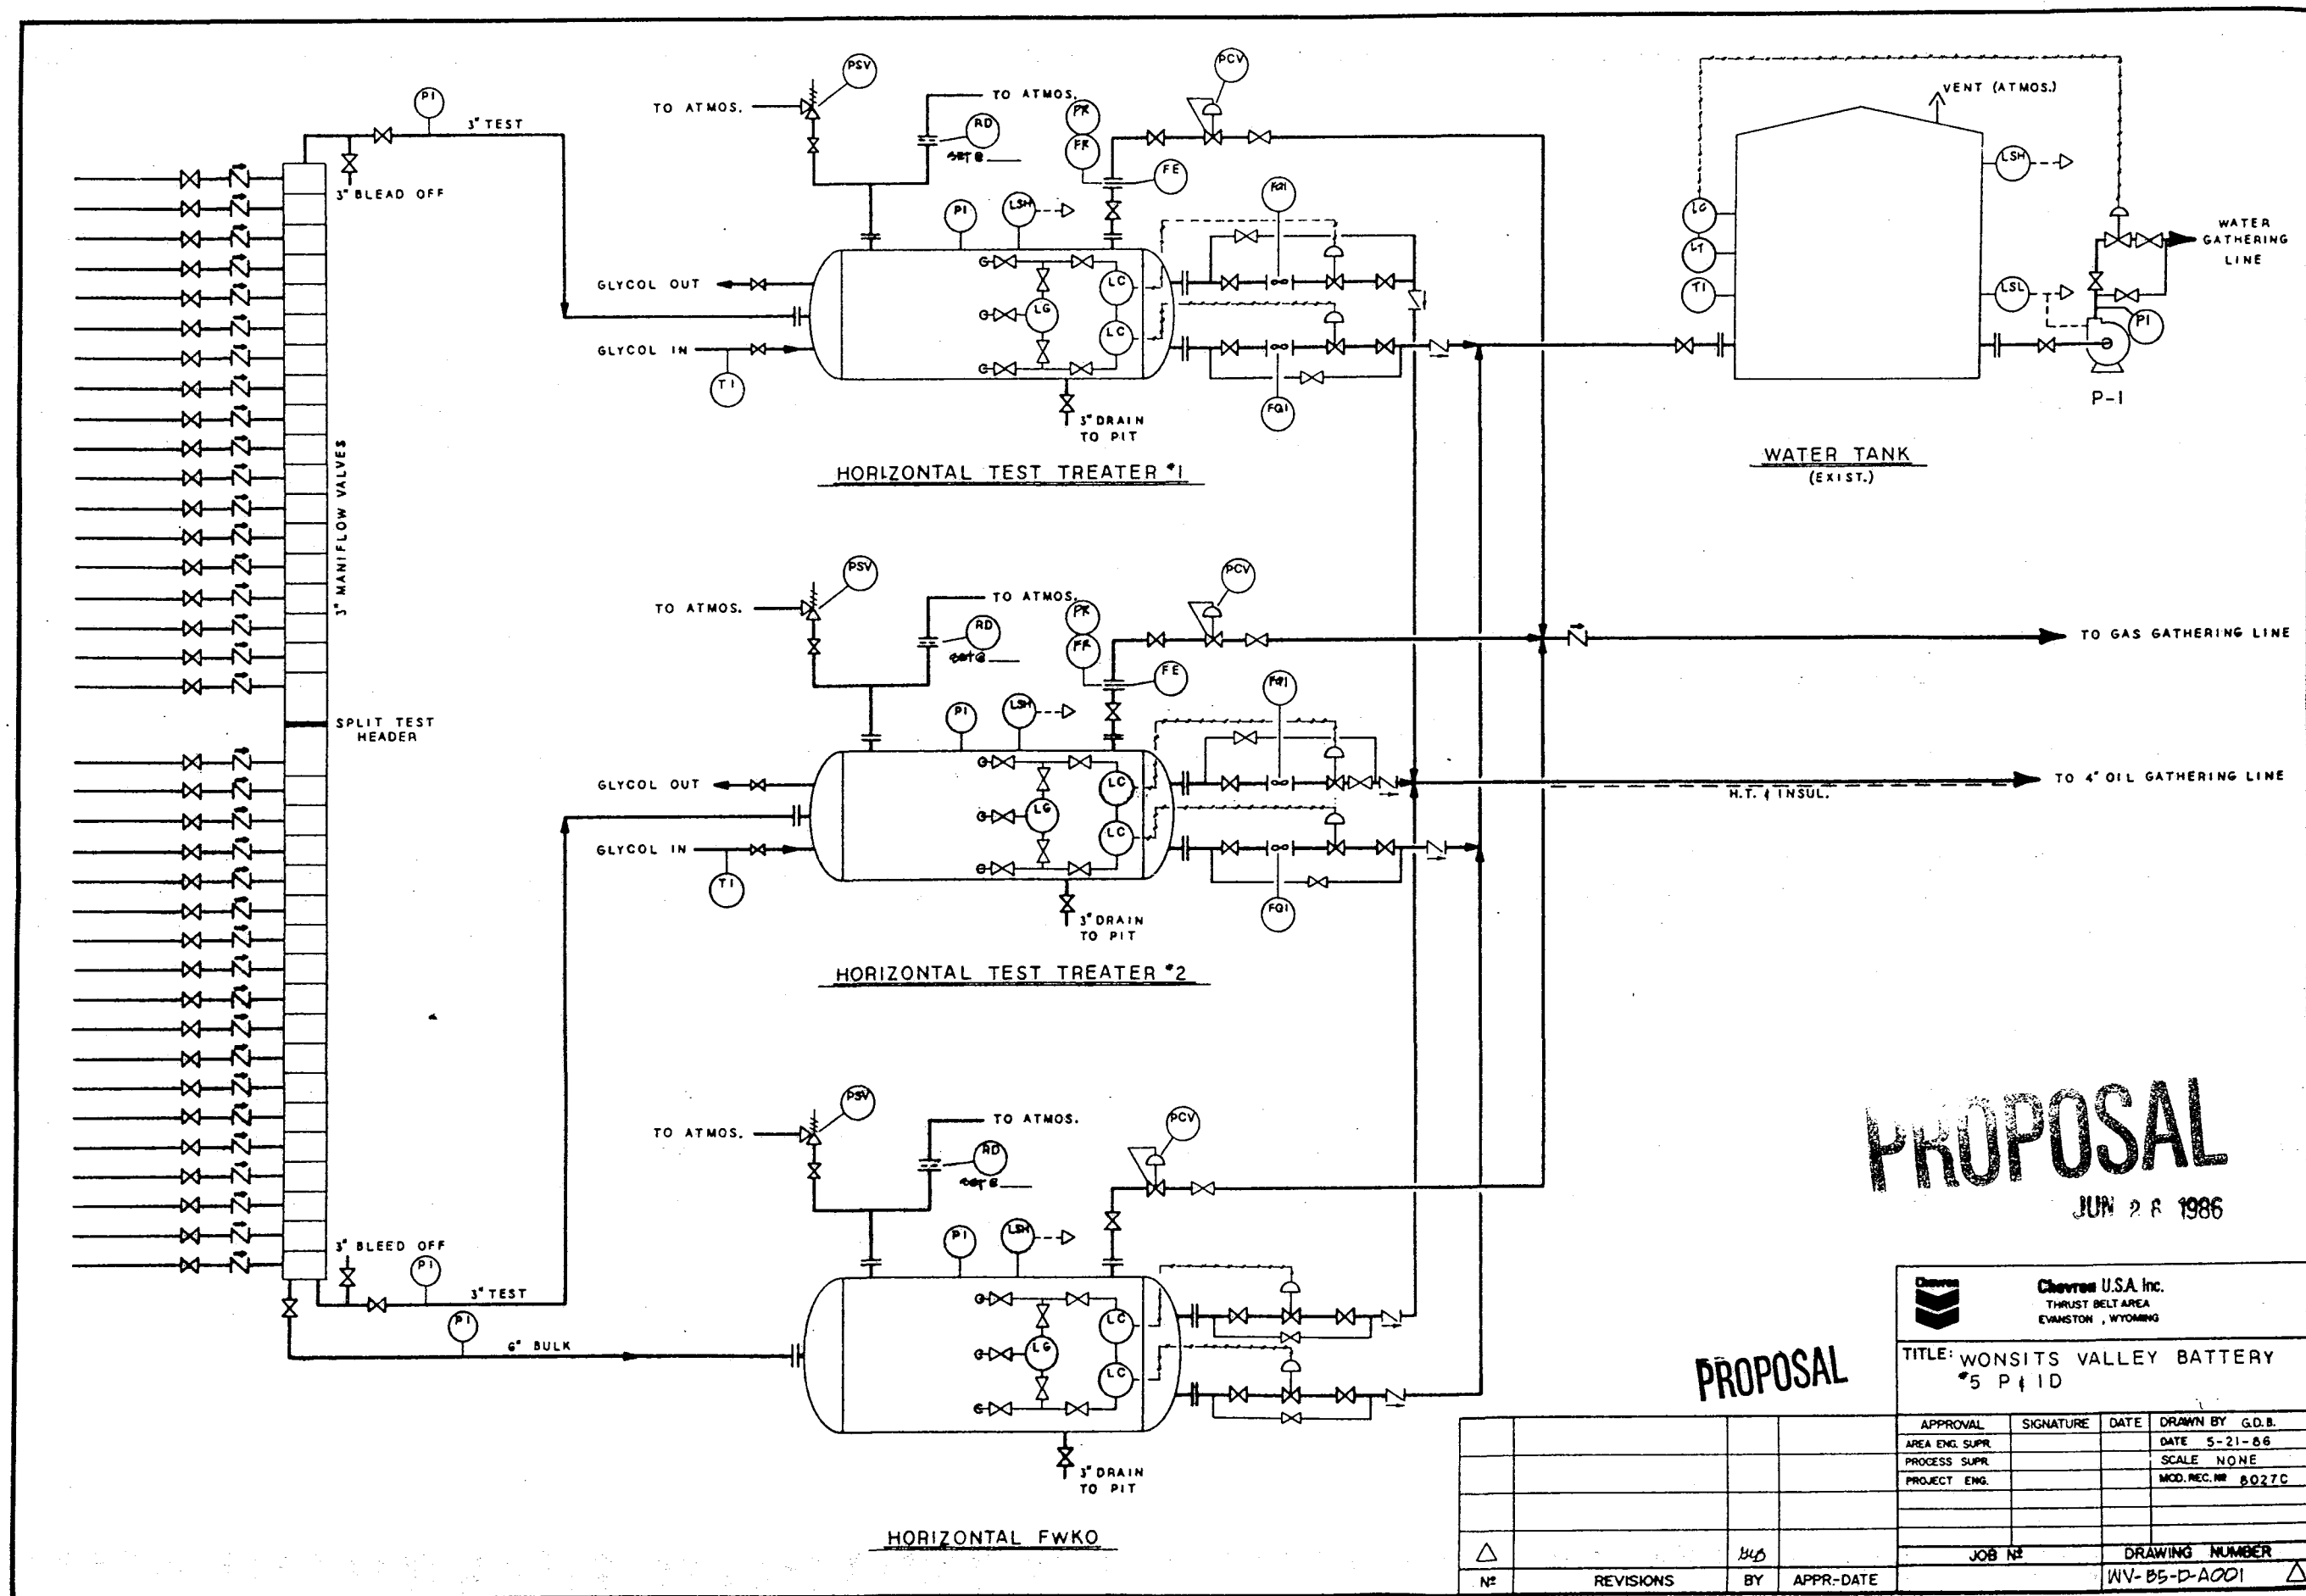 PI
3" TEST
3" BLEAD OFF
3" MANIFLOW VALVES
SPLIT TEST
HEADER
3" BLEED OFF
PI
3" TEST
PI
6" BULK
PSV
TO ATMOS.
TO ATMOS.
RD
SET @ ____
PR
FR
FE
PCV
PI
LSH
FQI
GLYCOL OUT
LC
LG
LC
GLYCOL IN
TI
FQI
3" DRAIN
TO PIT
HORIZONTAL TEST TREATER #1
VENT (ATMOS.)
LSH
LC
LT
TI
LSL
PI
WATER
GATHERING
LINE
P-1
WATER TANK
(EXIST.)
PSV
TO ATMOS.
TO ATMOS.
RD
SET @ ____
PR
FR
FE
PCV
TO GAS GATHERING LINE
PI
LSH
FQI
GLYCOL OUT
LC
LG
LC
TO 4" OIL GATHERING LINE
H.T. & INSUL.
GLYCOL IN
TI
FQI
3" DRAIN
TO PIT
HORIZONTAL TEST TREATER #2
PSV
TO ATMOS.
TO ATMOS.
RD
SET @ ____
PCV
PI
LSH
LC
LG
LC
3" DRAIN
TO PIT
HORIZONTAL FWKO
PROPOSAL
JUN 26 1986
PROPOSAL
Chevron
Chevron U.S.A. Inc.
THRUST BELT AREA
EVANSTON , WYOMING
TITLE: WONSITS VALLEY BATTERY
#5 P & ID
APPROVAL SIGNATURE DATE DRAWN BY G.D.B.
AREA ENG. SUPR. DATE 5-21-86
PROCESS SUPR. SCALE NONE
PROJECT ENG. MOD. REC. Nº 8027C
JOB Nº DRAWING NUMBER
WV-B5-D-A001
Nº REVISIONS BY APPR.-DATE